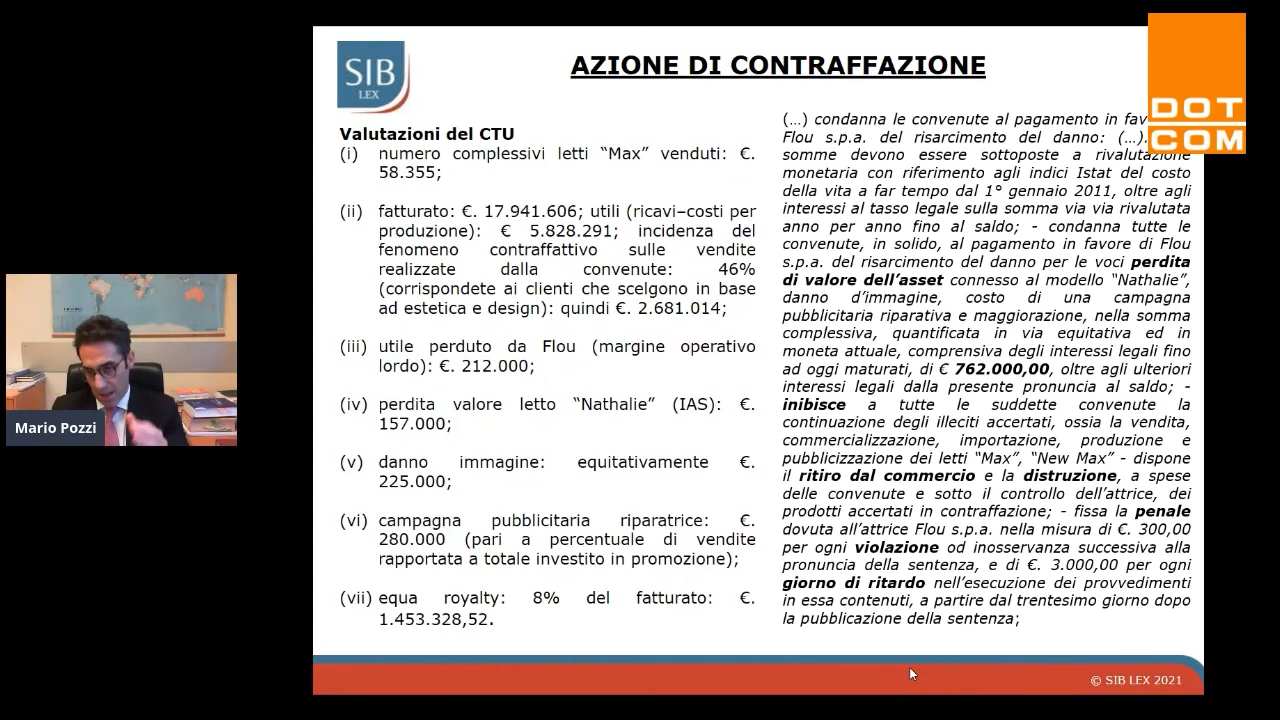 SIB
LEX
AZIONE DI CONTRAFFAZIONE
DOT
COM
Valutazioni del CTU
(i) numero complessivi letti “Max” venduti: €.
58.355;
(ii) fatturato: €. 17.941.606; utili (ricavi–costi per
produzione): € 5.828.291; incidenza del
fenomeno contraffattivo sulle vendite
realizzate dalla convenute: 46%
(corrispondete ai clienti che scelgono in base
ad estetica e design): quindi €. 2.681.014;
(iii) utile perduto da Flou (margine operativo
lordo): €. 212.000;
(iv) perdita valore letto “Nathalie” (IAS): €.
157.000;
(v) danno immagine: equitativamente €.
225.000;
(vi) campagna pubblicitaria riparatrice: €.
280.000 (pari a percentuale di vendite
rapportata a totale investito in promozione);
(vii) equa royalty: 8% del fatturato: €.
1.453.328,52.
(…) condanna le convenute al pagamento in fav
Flou s.p.a. del risarcimento del danno: (…).
somme devono essere sottoposte a rivalutazione
monetaria con riferimento agli indici Istat del costo
della vita a far tempo dal 1° gennaio 2011, oltre agli
interessi al tasso legale sulla somma via via rivalutata
anno per anno fino al saldo; - condanna tutte le
convenute, in solido, al pagamento in favore di Flou
s.p.a. del risarcimento del danno per le voci perdita
di valore dell’asset connesso al modello “Nathalie”,
danno d’immagine, costo di una campagna
pubblicitaria riparativa e maggiorazione, nella somma
complessiva, quantificata in via equitativa ed in
moneta attuale, comprensiva degli interessi legali fino
ad oggi maturati, di € 762.000,00, oltre agli ulteriori
interessi legali dalla presente pronuncia al saldo; -
inibisce a tutte le suddette convenute la
continuazione degli illeciti accertati, ossia la vendita,
commercializzazione, importazione, produzione e
pubblicizzazione dei letti “Max”, “New Max” - dispone
il ritiro dal commercio e la distruzione, a spese
delle convenute e sotto il controllo dell’attrice, dei
prodotti accertati in contraffazione; - fissa la penale
dovuta all’attrice Flou s.p.a. nella misura di €. 300,00
per ogni violazione od inosservanza successiva alla
pronuncia della sentenza, e di €. 3.000,00 per ogni
giorno di ritardo nell’esecuzione dei provvedimenti
in essa contenuti, a partire dal trentesimo giorno dopo
la pubblicazione della sentenza;
Mario Pozzi
© SIB LEX 2021